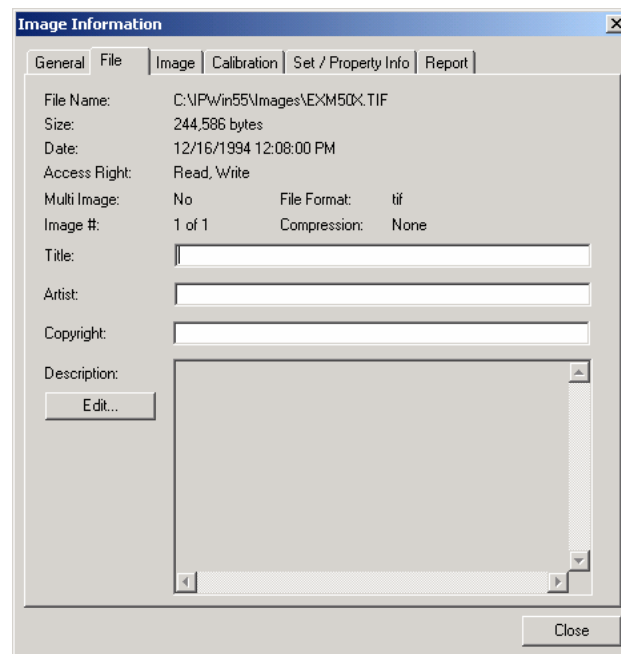 Image Information
General File Image Calibration Set / Property Info Report
File Name: C:\IPWin55\Images\EXM50X.TIF
Size: 244,586 bytes
Date: 12/16/1994 12:08:00 PM
Access Right: Read, Write
Multi Image: No File Format: tif
Image #: 1 of 1 Compression: None
Title:
Artist:
Copyright:
Description:
Edit...
Close